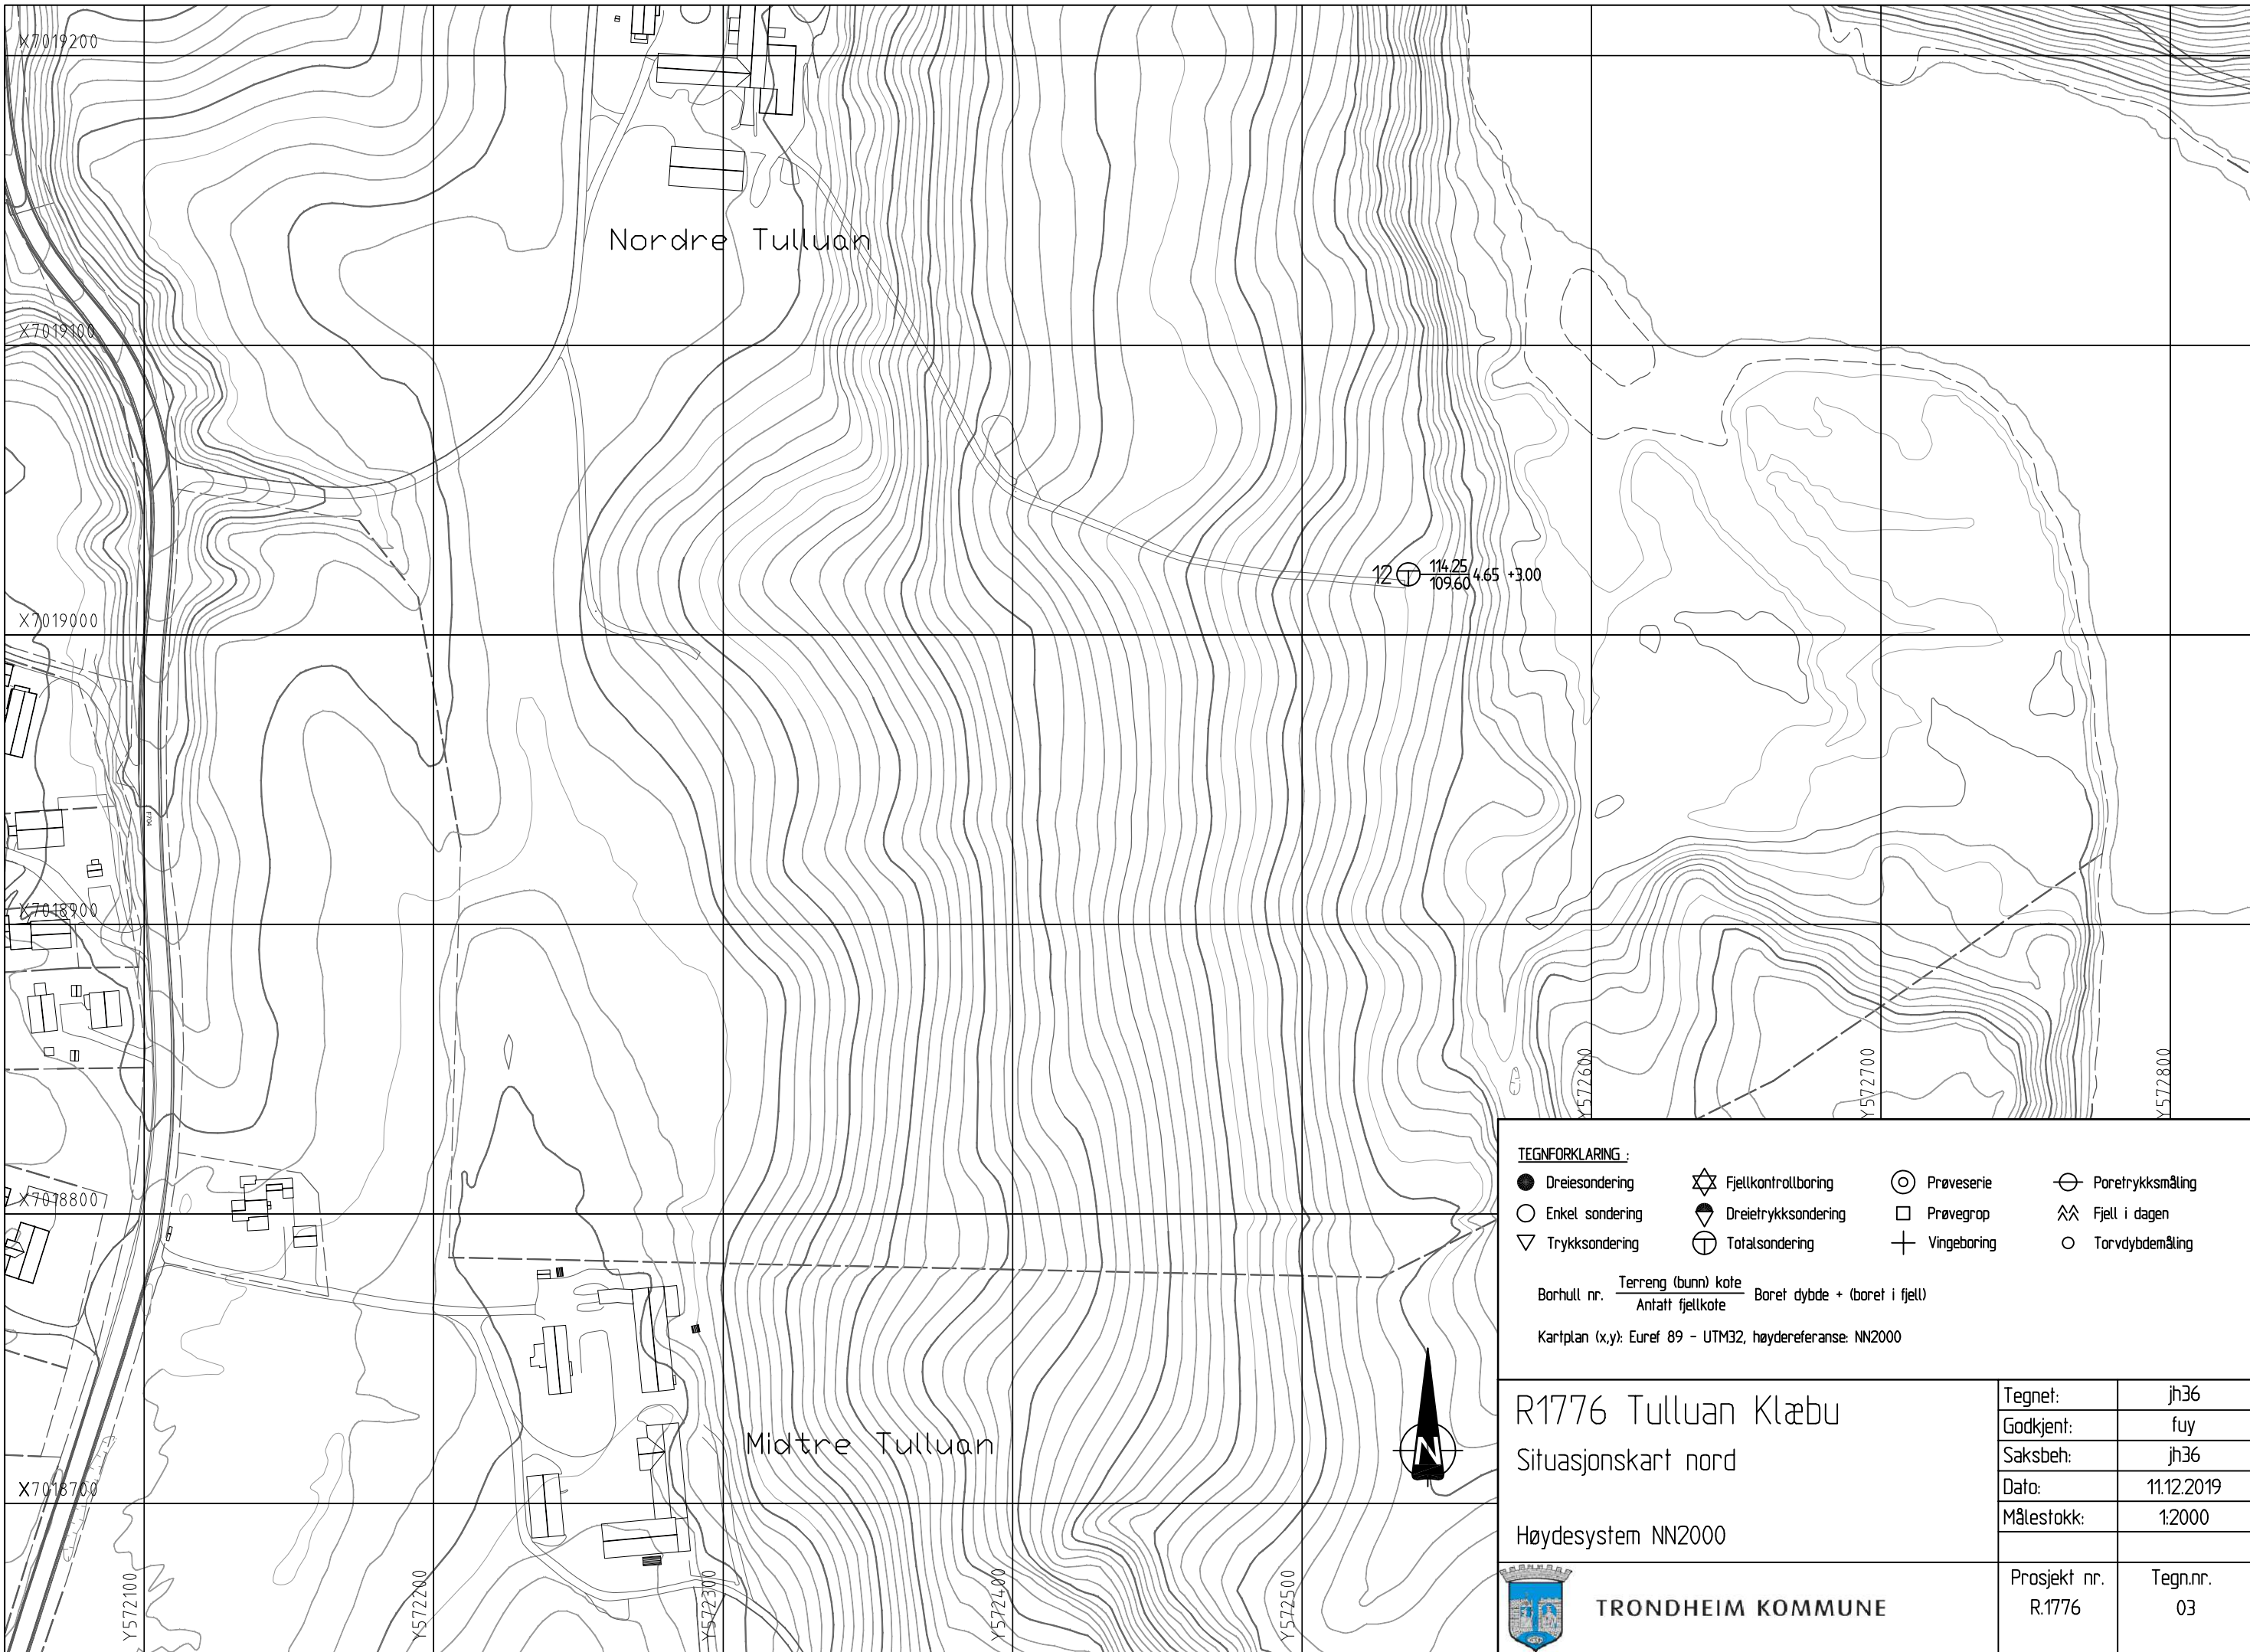 X7019200
Nordre Tulluan
X7019100
12 114.25 4.65 +3.00
109.60
X7019000
F704
X7018900
Y572600
Y572700
Y572800
X7018800
TEGNFORKLARING :
Dreiesondering Fjellkontrollboring Prøveserie Poretrykksmåling
Enkel sondering Dreietrykksondering Prøvegrop Fjell i dagen
Trykksondering Totalsondering Vingeboring Torvdybdemåling
Borhull nr. Terreng (bunn) kote Boret dybde + (boret i fjell)
Antatt fjellkote
Kartplan (x,y): Euref 89 - UTM32, høydereferanse: NN2000
Midtre Tulluan
N
X7018700
Y572100
Y572200
Y572300
Y572400
Y572500
R1776 Tulluan Klæbu
Situasjonskart nord
Høydesystem NN2000
Tegnet: jh36
Godkjent: fuy
Saksbeh: jh36
Dato: 11.12.2019
Målestokk: 1:2000
TRONDHEIM KOMMUNE
Prosjekt nr. Tegn.nr.
R.1776 03